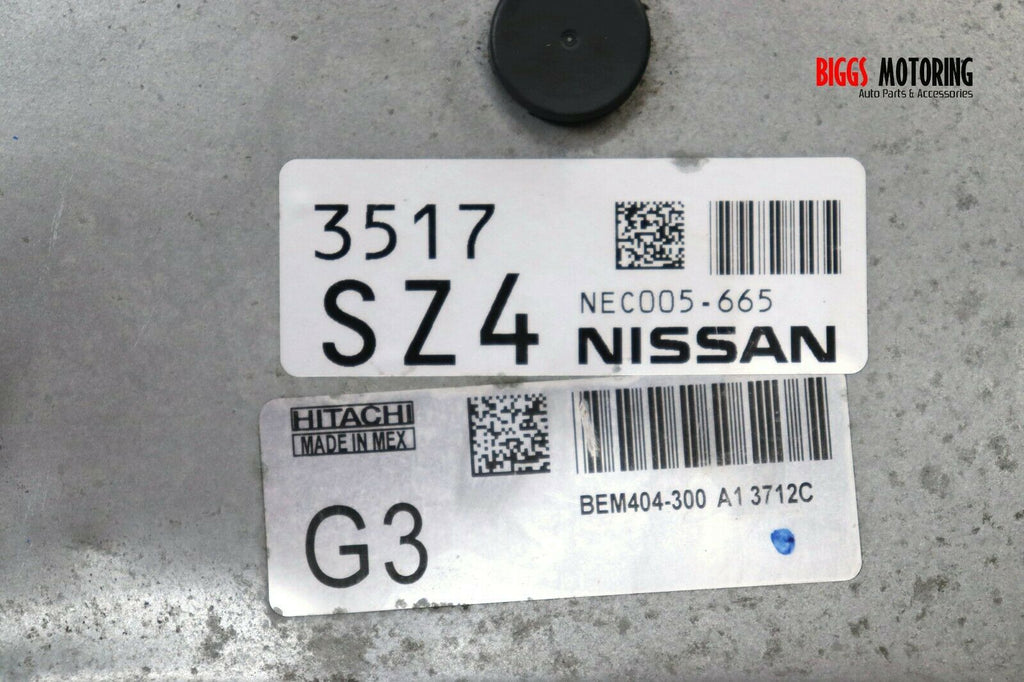 BIGGS MOTORING
Auto Parts & Accessories
3517
SZ4
NEC005-665
NISSAN
HITACHI
MADE IN MEX
BEM404-300 A1 3712C
G3